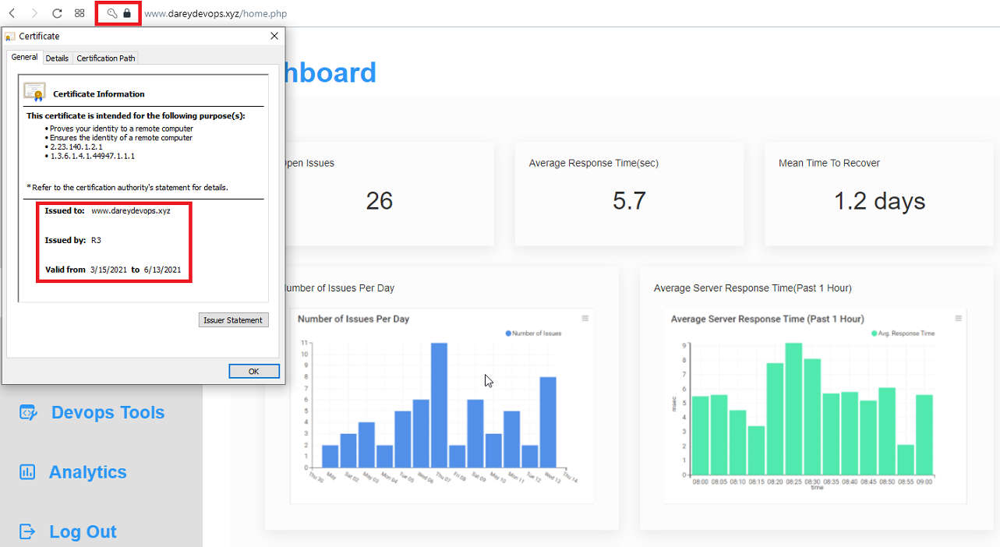 www.dareydevops.xyz/home.php
Certificate
General Details Certification Path
Certificate Information
This certificate is intended for the following purpose(s):
• Proves your identity to a remote computer
• Ensures the identity of a remote computer
• 2.23.140.1.2.1
• 1.3.6.1.4.1.44947.1.1.1
* Refer to the certification authority's statement for details.
Issued to: www.dareydevops.xyz
Issued by: R3
Valid from 3/15/2021 to 6/13/2021
Issuer Statement
OK
hboard
pen Issues
26
Average Response Time(sec)
5.7
Mean Time To Recover
1.2 days
umber of Issues Per Day
Number of Issues Per Day
Number of Issues
11
10
9
8
7
6
5
4
3
2
1
0
Thu 30 May Sat 02 May 03 Mon 04 Tue 05 Wed 06 Thu 07 Fri 08 Sat 09 May 10 Mon 11 Tue 12 Wed 13 Thu 14
Average Server Response Time(Past 1 Hour)
Average Server Response Time (Past 1 Hour)
Avg. Response Time
9
8
7
6
5
4
3
2
1
0
msec
08:00 08:05 08:10 08:15 08:20 08:25 08:30 08:35 08:40 08:45 08:50 08:55 09:00
time
Devops Tools
Analytics
Log Out